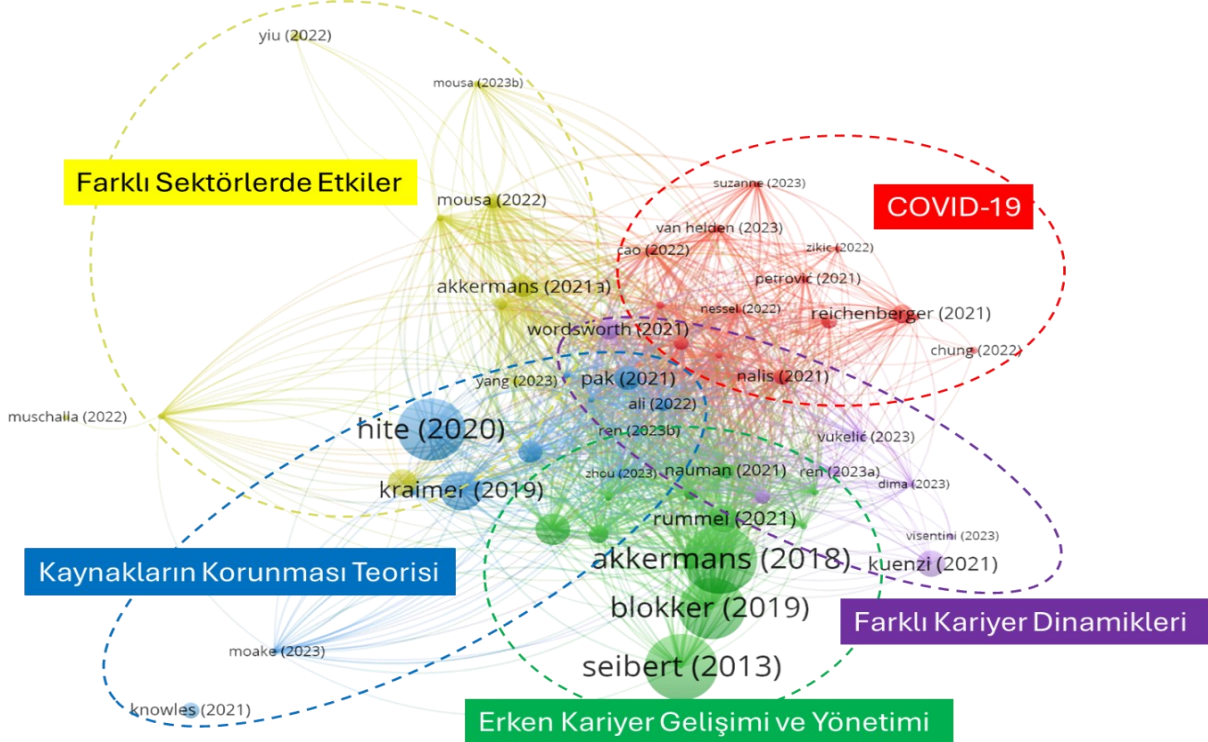 yiu (2022)
mousa (2023b)
Farklı Sektörlerde Etkiler
mousa (2022)
suzanne (2023)
COVID-19
van helden (2023)
cao (2022)
zikic (2022)
petrović (2021)
akkermans (2021a)
nessel (2022)
reichenberger (2021)
wordsworth (2021)
chung (2022)
yang (2023)
pak (2021)
nalis (2021)
muschalla (2022)
ali (2022)
hite (2020)
ren (2023b)
vukelić (2023)
zhou (2023)
nauman (2021)
ren (2023a)
dima (2023)
kraimer (2019)
rummel (2021)
visentini (2023)
akkermans (2018)
kuenzi (2021)
Kaynakların Korunması Teorisi
blokker (2019)
Farklı Kariyer Dinamikleri
moake (2023)
seibert (2013)
knowles (2021)
Erken Kariyer Gelişimi ve Yönetimi